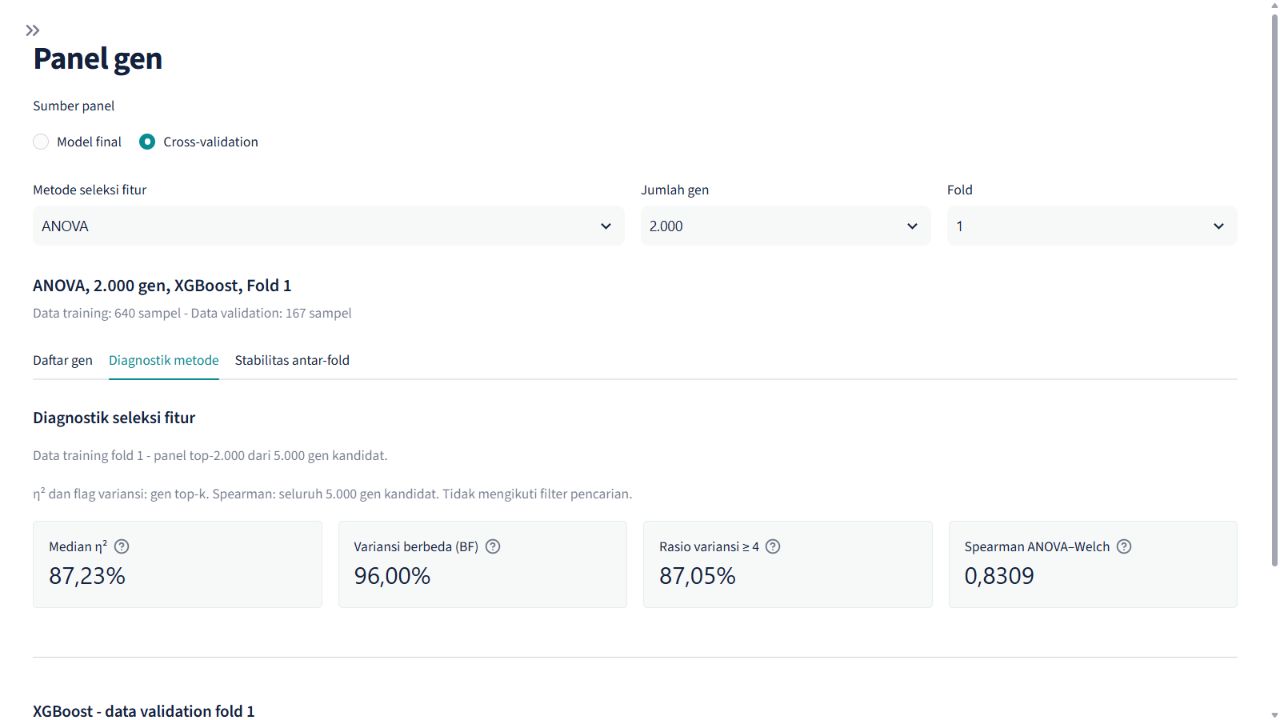 Panel gen
Sumber panel
Model final
Cross-validation
Metode seleksi fitur
Jumlah gen
Fold
ANOVA
2.000
1
ANOVA, 2.000 gen, XGBoost, Fold 1
Data training: 640 sampel - Data validation: 167 sampel
Daftar gen
Diagnostik metode
Stabilitas antar-fold
Diagnostik seleksi fitur
Data training fold 1 - panel top-2.000 dari 5.000 gen kandidat.
η² dan flag variansi: gen top-k. Spearman: seluruh 5.000 gen kandidat. Tidak mengikuti filter pencarian.
Median η²
87,23%
Variansi berbeda (BF)
96,00%
Rasio variansi ≥ 4
87,05%
Spearman ANOVA–Welch
0,8309
XGBoost - data validation fold 1